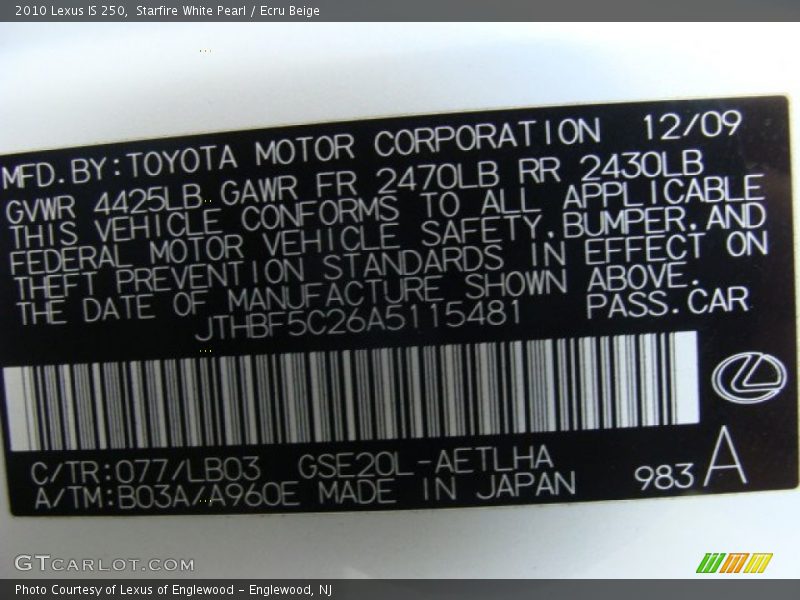 2010 Lexus IS 250,  Starfire White Pearl / Ecru Beige
MFD.BY:TOYOTA MOTOR CORPORATION 12/09
GVWR 4425LB GAWR FR 2470LB RR 2430LB
THIS VEHICLE CONFORMS TO ALL APPLICABLE
FEDERAL MOTOR VEHICLE SAFETY,BUMPER,AND
THEFT PREVENTION STANDARDS IN EFFECT ON
THE DATE OF MANUFACTURE SHOWN ABOVE.
JTHBF5C26A5115481 PASS.CAR
C/TR:077/LB03 GSE20L-AETLHA
A/TM:B03A/A960E MADE IN JAPAN 983 A
GTCARLOT.COM
Photo Courtesy of Lexus of Englewood – Englewood, NJ